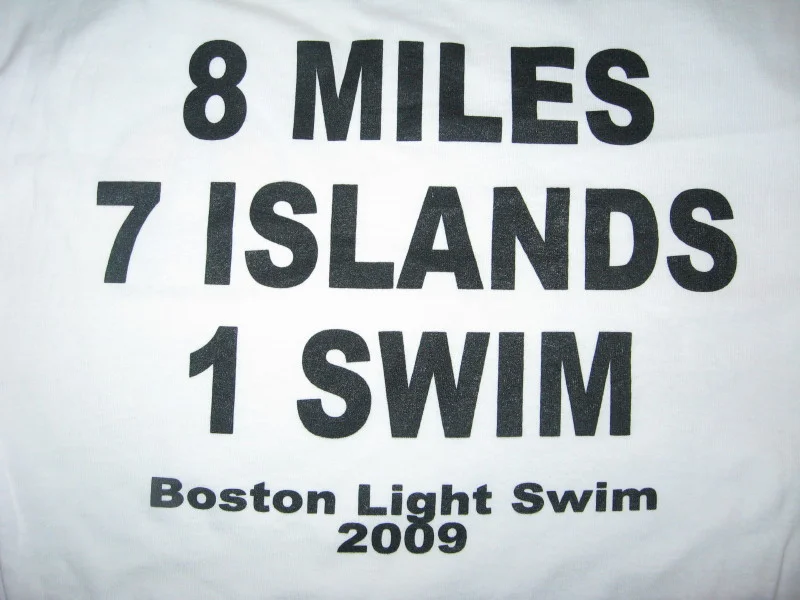 8 MILES
7 ISLANDS
1 SWIM
Boston Light Swim
2009